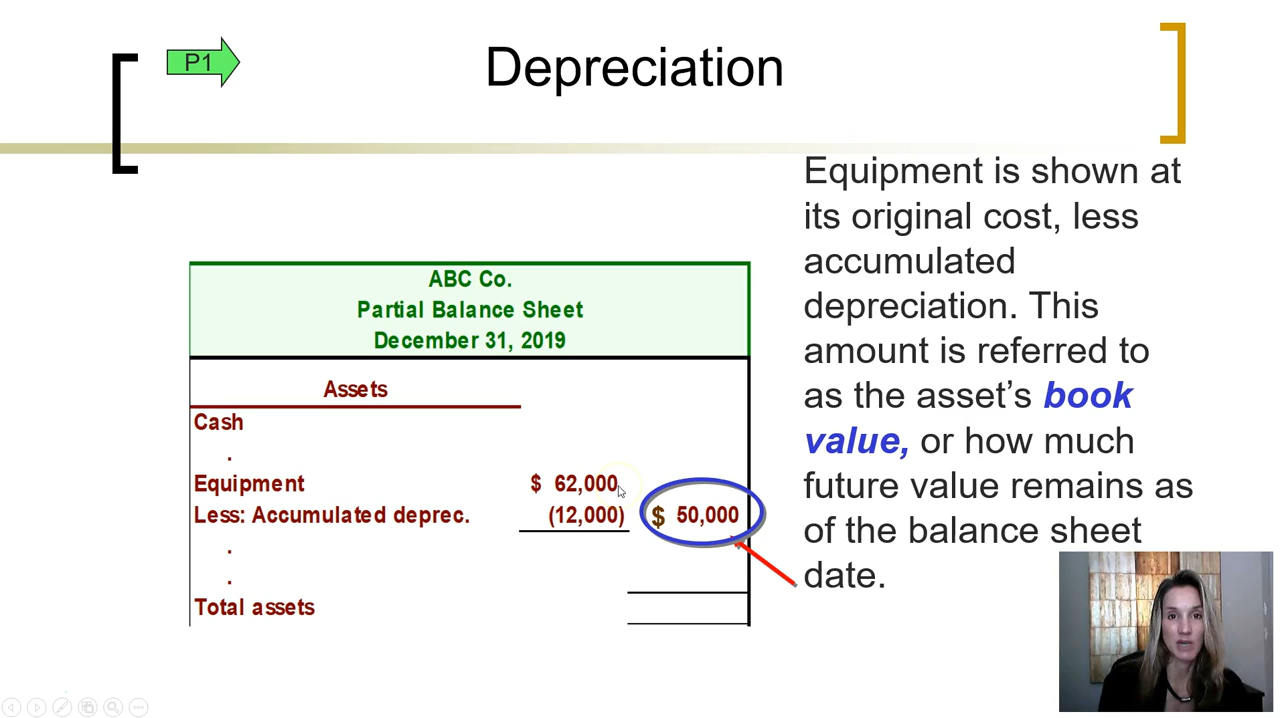 P1
Depreciation
Equipment is shown at
its original cost, less
accumulated
depreciation. This
amount is referred to
as the asset’s book
value, or how much
future value remains as
of the balance sheet
date.
ABC Co.
Partial Balance Sheet
December 31, 2019
Assets
Cash
.
Equipment $ 62,000
Less: Accumulated deprec. (12,000) $ 50,000
.
.
Total assets